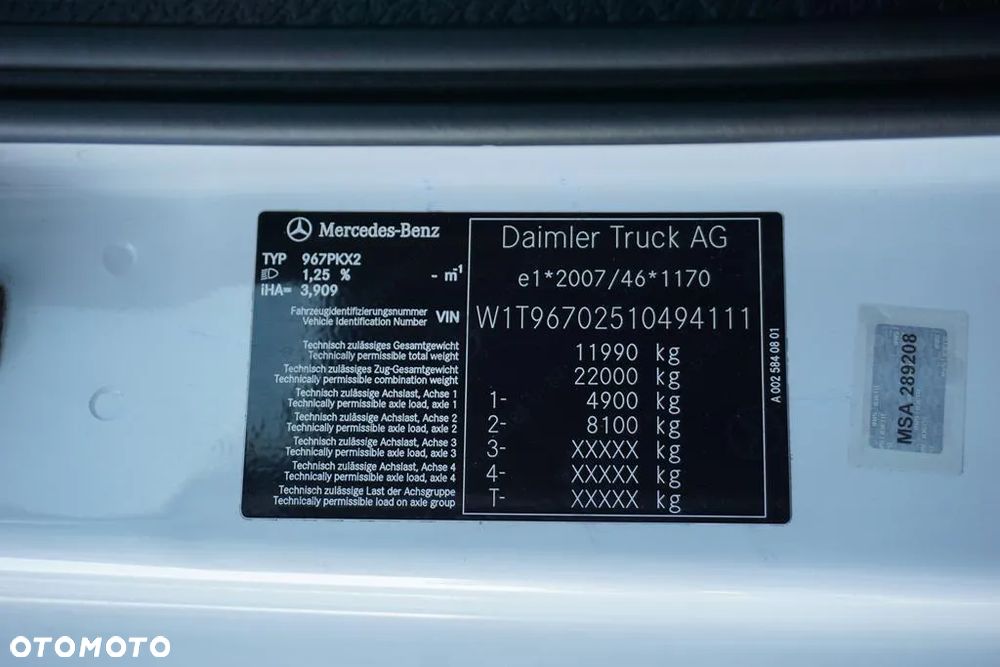 Mercedes-Benz
TYP 967PKX2
1,25 % - m⁻¹
iHA= 3,909
Fahrzeugidentifizierungsnummer
Vehicle Identification Number VIN
Technisch zulässiges Gesamtgewicht
Technically permissible total weight
Technisch zulässiges Zug-Gesamtgewicht
Technically permissible combination weight
Technisch zulässige Achslast, Achse 1
Technically permissible axle load, axle 1
Technisch zulässige Achslast, Achse 2
Technically permissible axle load, axle 2
Technisch zulässige Achslast, Achse 3
Technically permissible axle load, axle 3
Technisch zulässige Achslast, Achse 4
Technically permissible axle load, axle 4
Technisch zulässige Last der Achsgruppe
Technically permissible load on axle group
Daimler Truck AG
e1*2007/46*1170
W1T96702510494111
11990 kg
22000 kg
1- 4900 kg
2- 8100 kg
3- XXXXX kg
4- XXXXX kg
T- XXXXX kg
A 002 584 08 01
MSA 289208
OTOMOTO